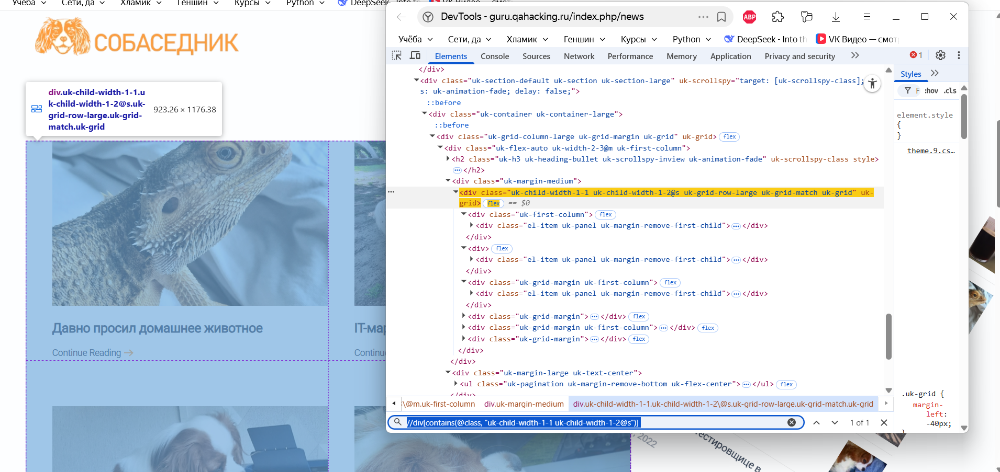 Учёба
Сети, да
Хламик
Геншин
Курсы
Python
DeepSeek
СОБАСЕДНИК
div.uk-child-width-1-1.u
k-child-width-1-2@s.uk-
grid-row-large.uk-grid-
match.uk-grid
923.26 × 1176.38
Давно просил домашнее животное
Continue Reading
IT-мар
Continu
, 2022
естировщице в
DevTools - guru.qahacking.ru/index.php/news
ABP
Учёба
Сети, да
Хламик
Геншин
Курсы
Python
DeepSeek - Into th
VK Видео — смот
Elements
Console
Sources
Network
Performance
Memory
Application
Privacy and security
1
</div>
<div class="uk-section-default uk-section uk-section-large" uk-scrollspy="target: [uk-scrollspy-class];
s: uk-animation-fade; delay: false;">
::before
<div class="uk-container uk-container-large">
::before
<div class="uk-grid-column-large uk-grid-margin uk-grid" uk-grid> flex
<div class="uk-flex-auto uk-width-2-3@m uk-first-column">
<h2 class="uk-h3 uk-heading-bullet uk-scrollspy-inview uk-animation-fade" uk-scrollspy-class style>
… </h2>
<div class="uk-margin-medium">
<div class="uk-child-width-1-1 uk-child-width-1-2@s uk-grid-row-large uk-grid-match uk-grid" uk-
grid> flex == $0
<div class="uk-first-column"> flex
<div class="el-item uk-panel uk-margin-remove-first-child"> … </div>
</div>
<div> flex
<div class="el-item uk-panel uk-margin-remove-first-child"> … </div>
</div>
<div class="uk-grid-margin uk-first-column"> flex
<div class="el-item uk-panel uk-margin-remove-first-child"> … </div>
</div>
<div class="uk-grid-margin"> … </div> flex
<div class="uk-grid-margin uk-first-column"> … </div> flex
<div class="uk-grid-margin"> … </div> flex
</div>
</div>
<div class="uk-margin-large uk-text-center">
<ul class="uk-pagination uk-margin-remove-bottom uk-flex-center"> … </ul> flex
</div>
\@m.uk-first-column
div.uk-margin-medium
div.uk-child-width-1-1.uk-child-width-1-2\@s.uk-grid-row-large.uk-grid-match.uk-grid
//div[contains(@class, "uk-child-width-1-1 uk-child-width-1-2@s")]
1 of 1
Styles
F :hov .cls
element.style
{
}
theme.9.cs…
.uk-grid {
margin-
left:
-40px;
}